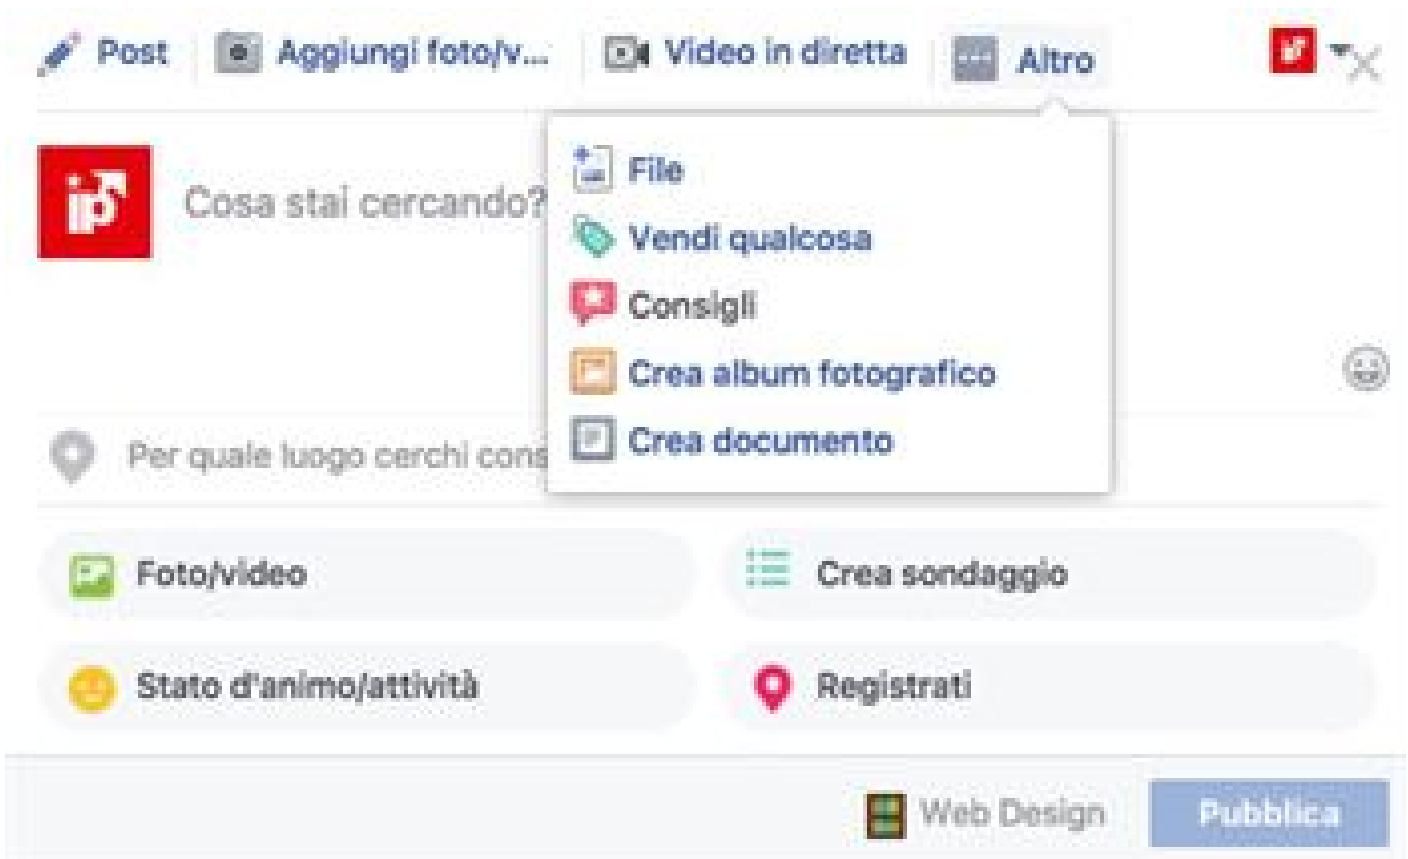 Post
Aggiungi foto/v...
Video in diretta
Altro
ip
Cosa stai cercando?
File
Vendi qualcosa
Consigli
Crea album fotografico
Crea documento
Per quale luogo cerchi cons
Foto/video
Crea sondaggio
Stato d'animo/attività
Registrati
Web Design
Pubblica